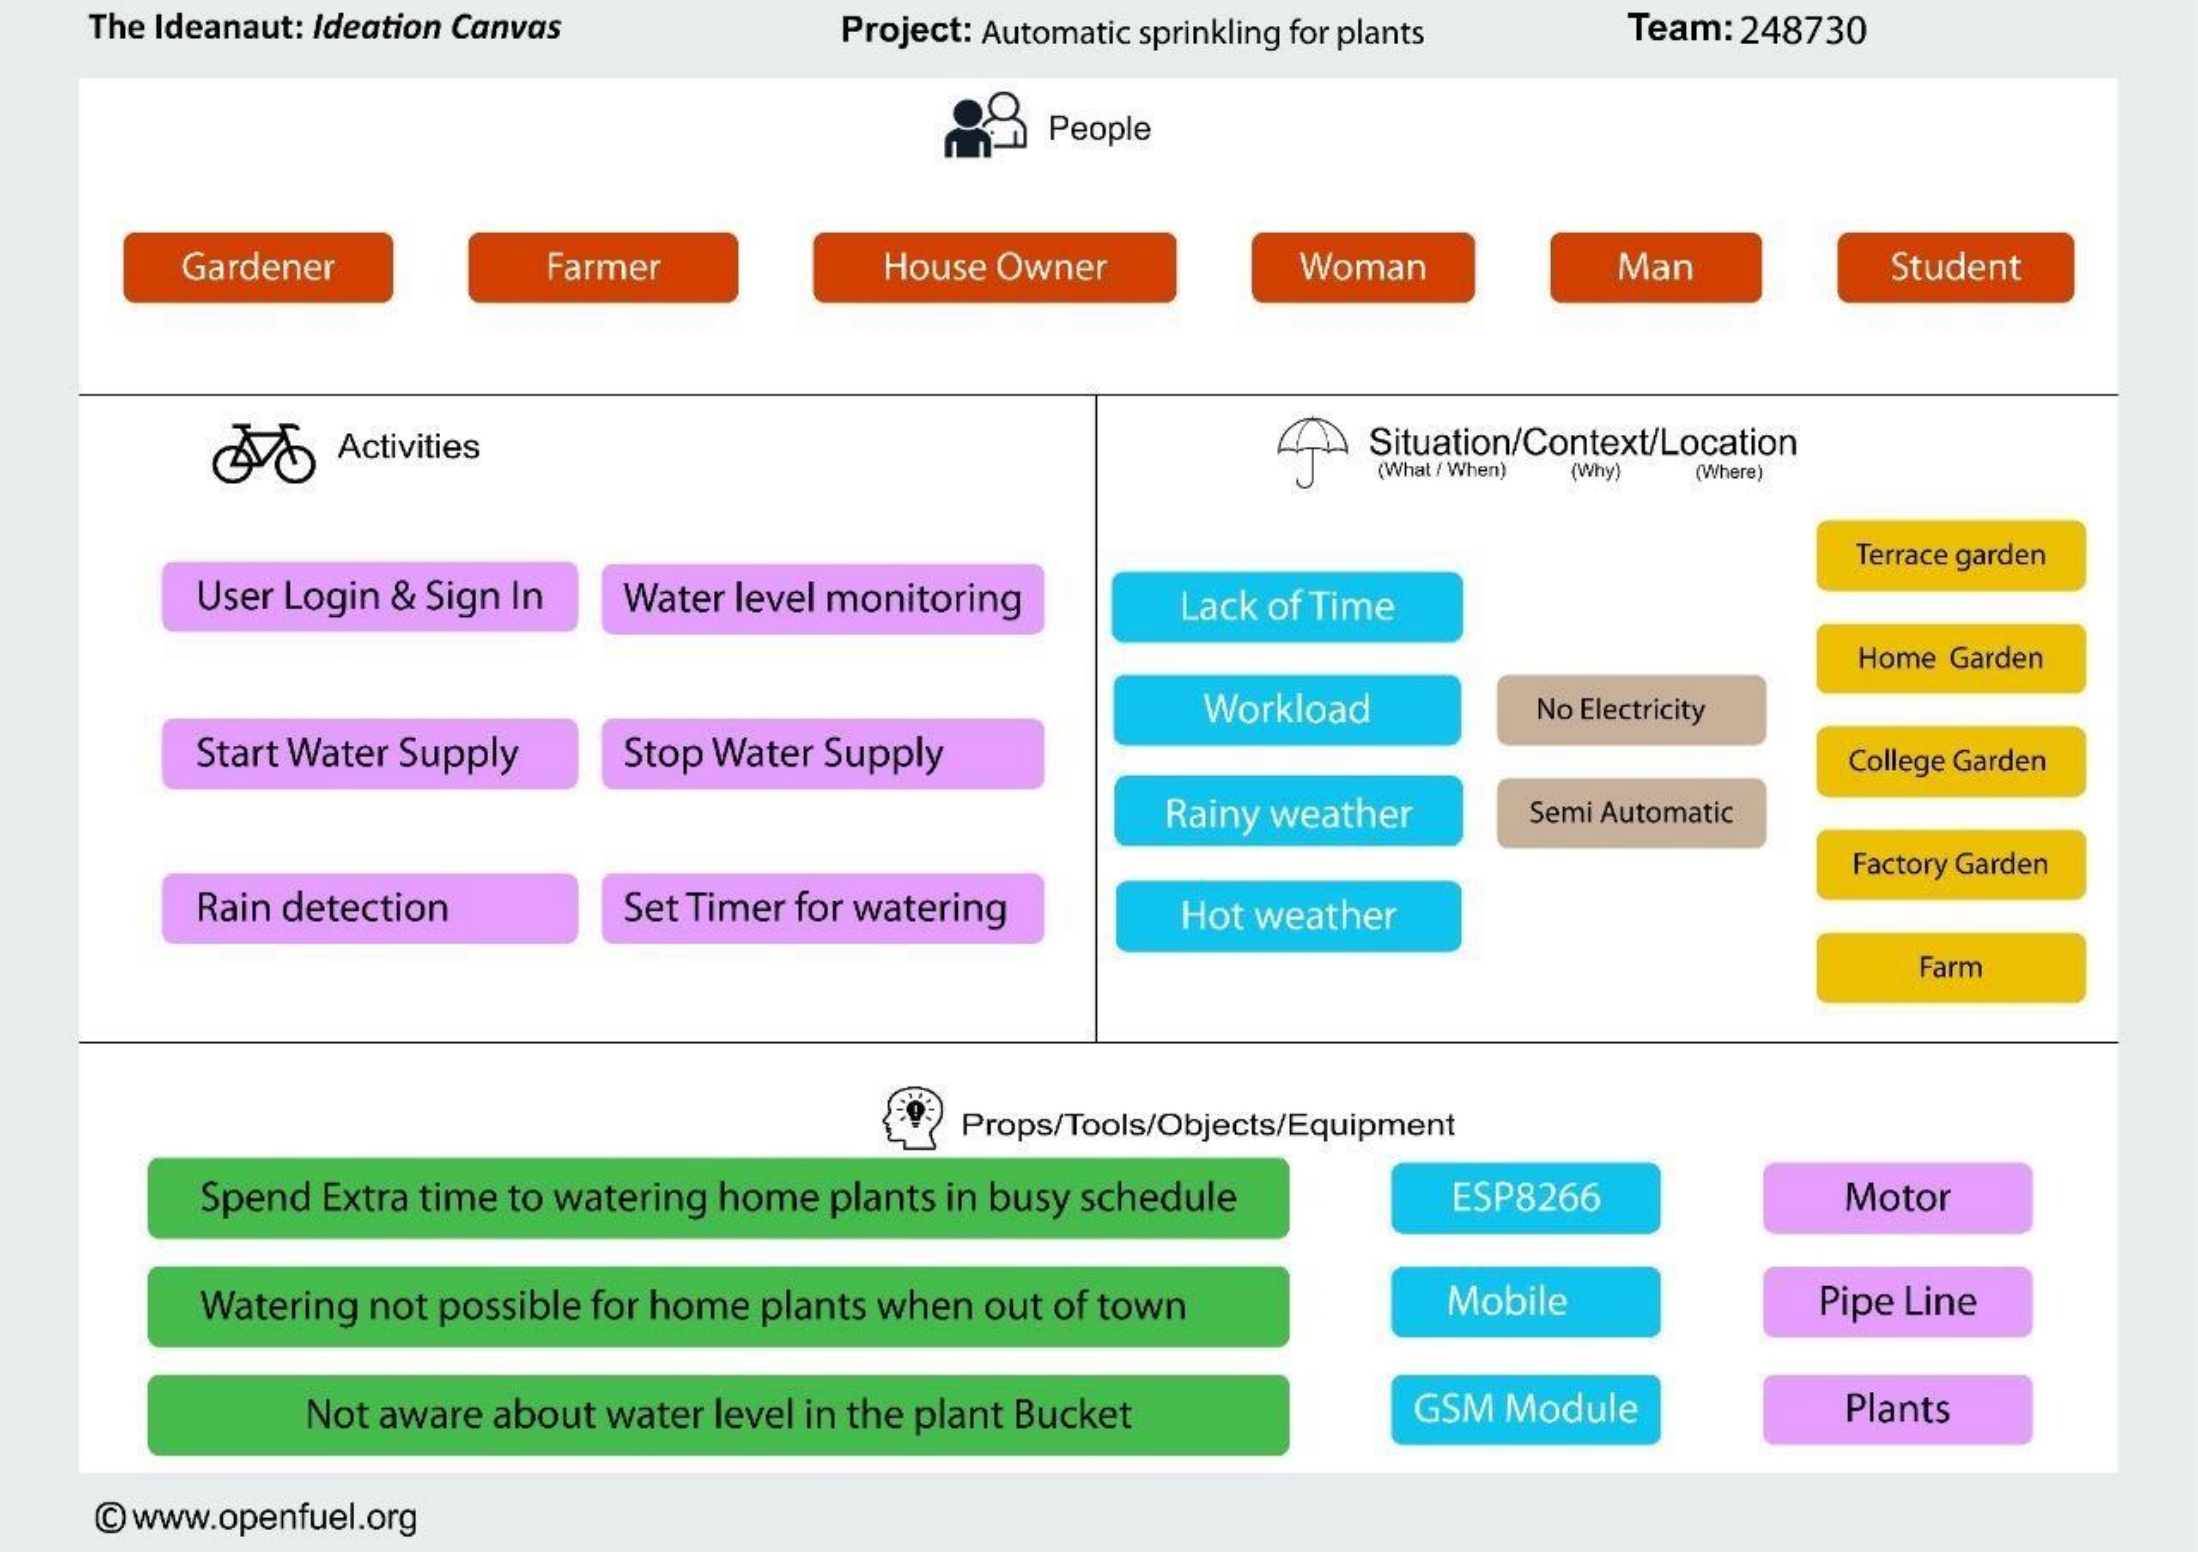 The Ideanaut: Ideation Canvas
Project: Automatic sprinkling for plants
Team: 248730
People
Gardener
Farmer
House Owner
Woman
Man
Student
Activities
User Login & Sign In
Water level monitoring
Start Water Supply
Stop Water Supply
Rain detection
Set Timer for watering
Situation/Context/Location
(What / When) (Why) (Where)
Lack of Time
Workload
Rainy weather
Hot weather
No Electricity
Semi Automatic
Terrace garden
Home Garden
College Garden
Factory Garden
Farm
Props/Tools/Objects/Equipment
Spend Extra time to watering home plants in busy schedule
Watering not possible for home plants when out of town
Not aware about water level in the plant Bucket
ESP8266
Mobile
GSM Module
Motor
Pipe Line
Plants
© www.openfuel.org